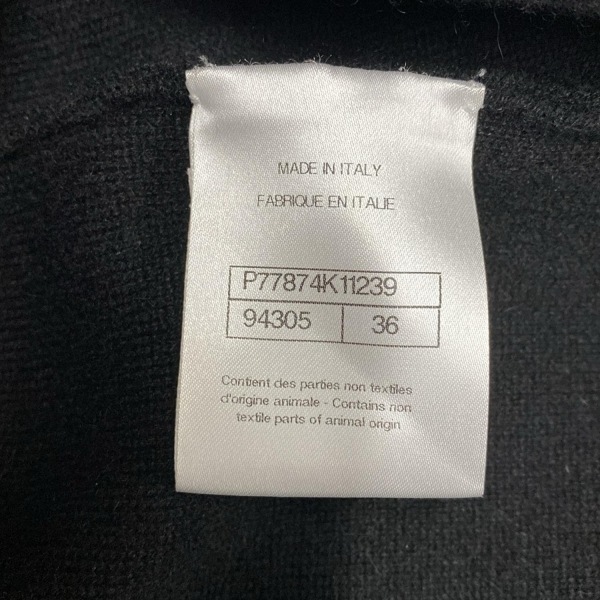 MADE IN ITALY
FABRIQUE EN ITALIE
P77874K11239
94305 36
Contient des parties non textiles
d'origine animale - Contains non
textile parts of animal origin